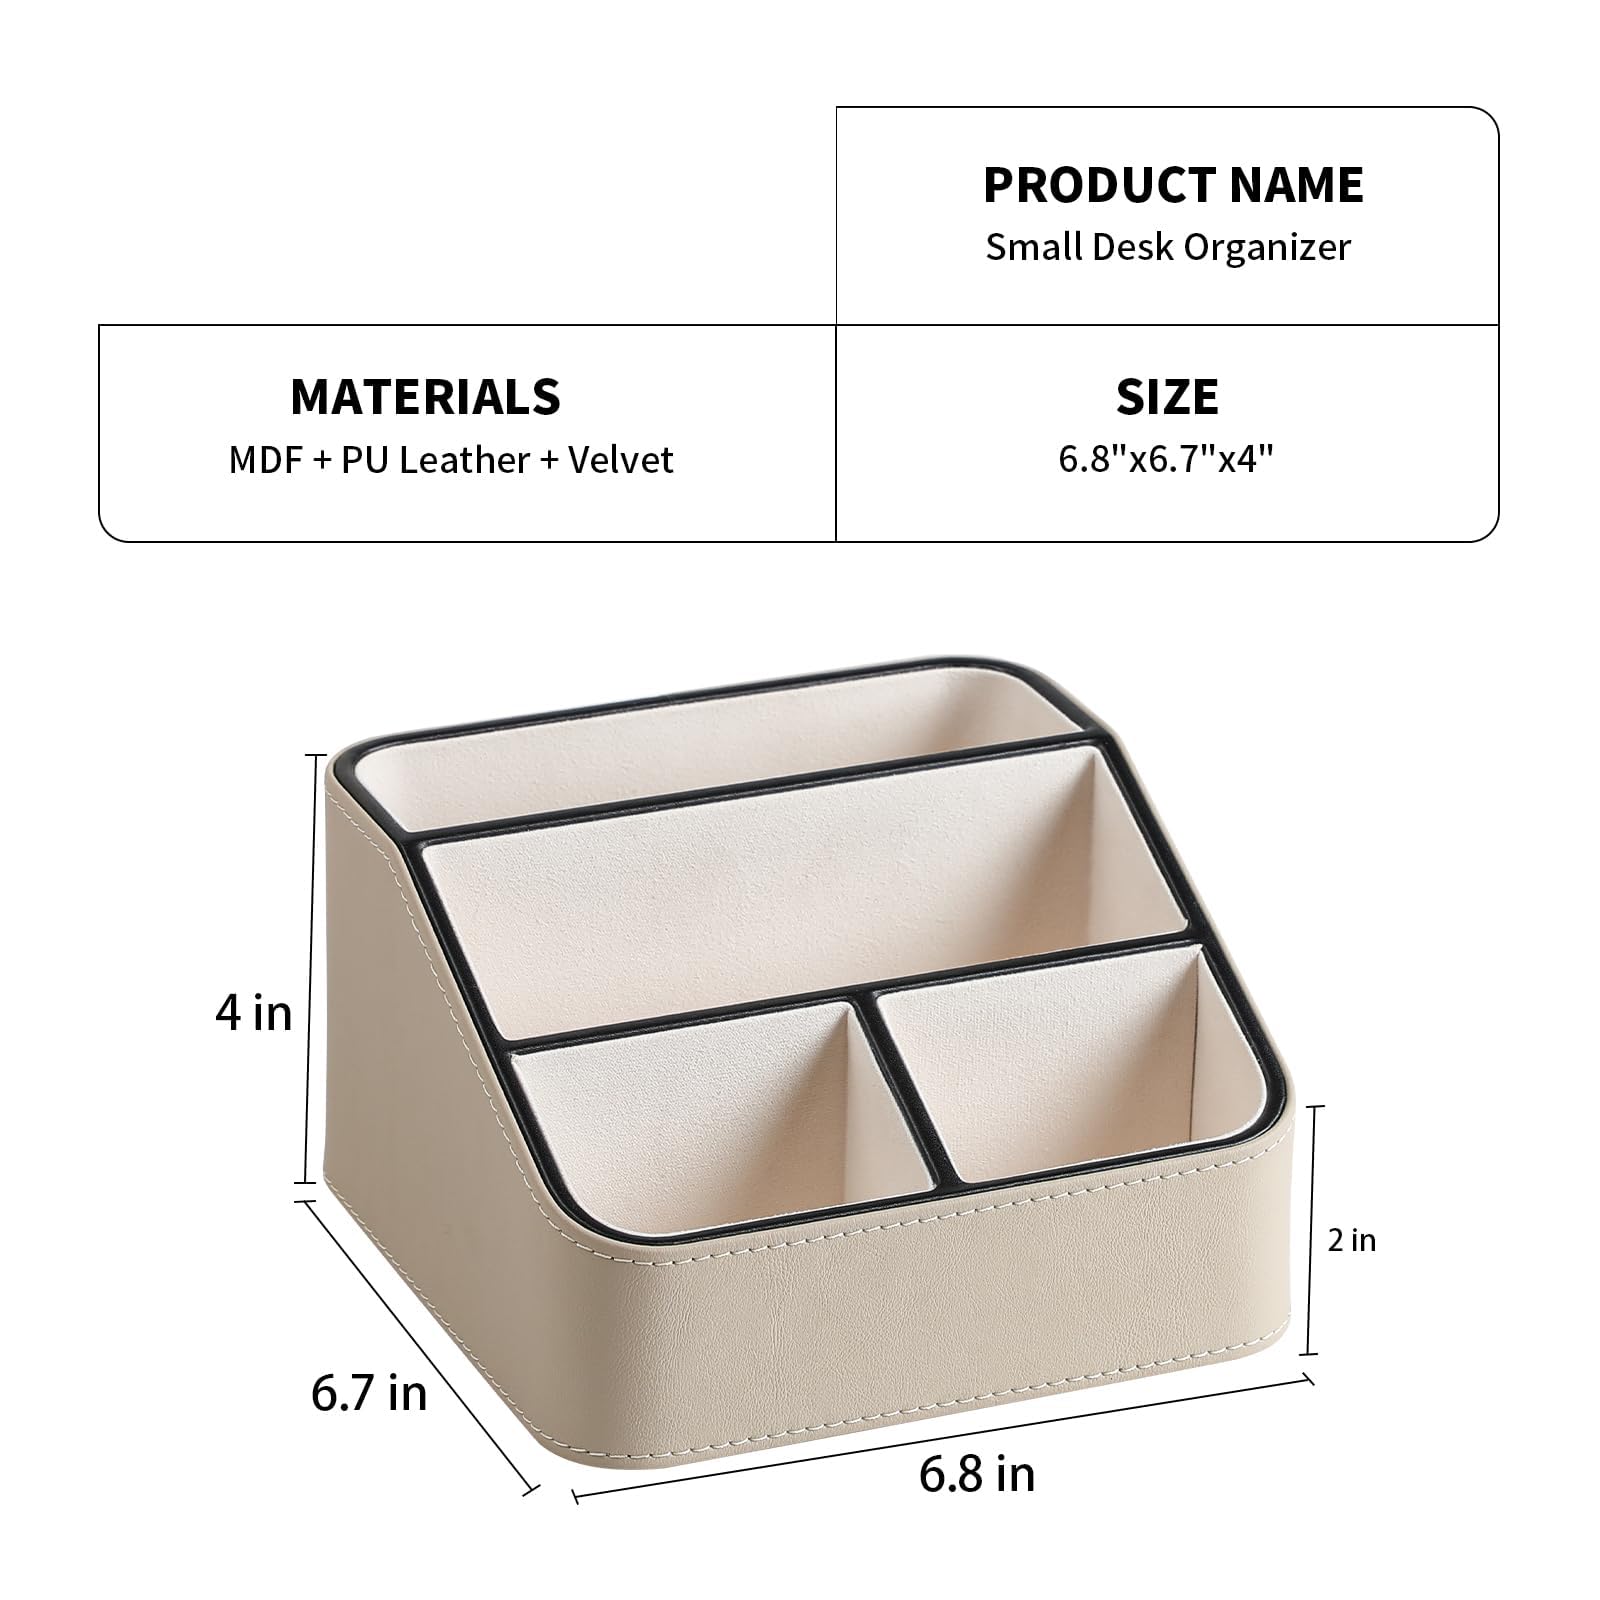 PRODUCT NAME
Small Desk Organizer
MATERIALS
MDF + PU Leather + Velvet
SIZE
6.8"x6.7"x4"
4 in
2 in
6.7 in
6.8 in